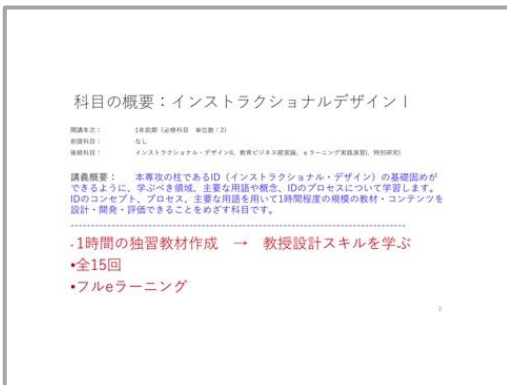 科目の概要：インストラクショナルデザインⅠ
開講年次： 1年前期（必修科目 単位数：2）
前提科目： なし
後続科目： インストラクショナル・デザインII、教育ビジネス経営論、eラーニング実践演習I、特別研究I
講義概要： 本専攻の柱であるID（インストラクショナル・デザイン）の基礎固めが
できるように、学ぶべき領域、主要な用語や概念、IDのプロセスについて学習します。
IDのコンセプト、プロセス、主要な用語を用いて1時間程度の規模の教材・コンテンツを
設計・開発・評価できることをめざす科目です。
•1時間の独習教材作成 → 教授設計スキルを学ぶ
•全15回
•フルeラーニング
2